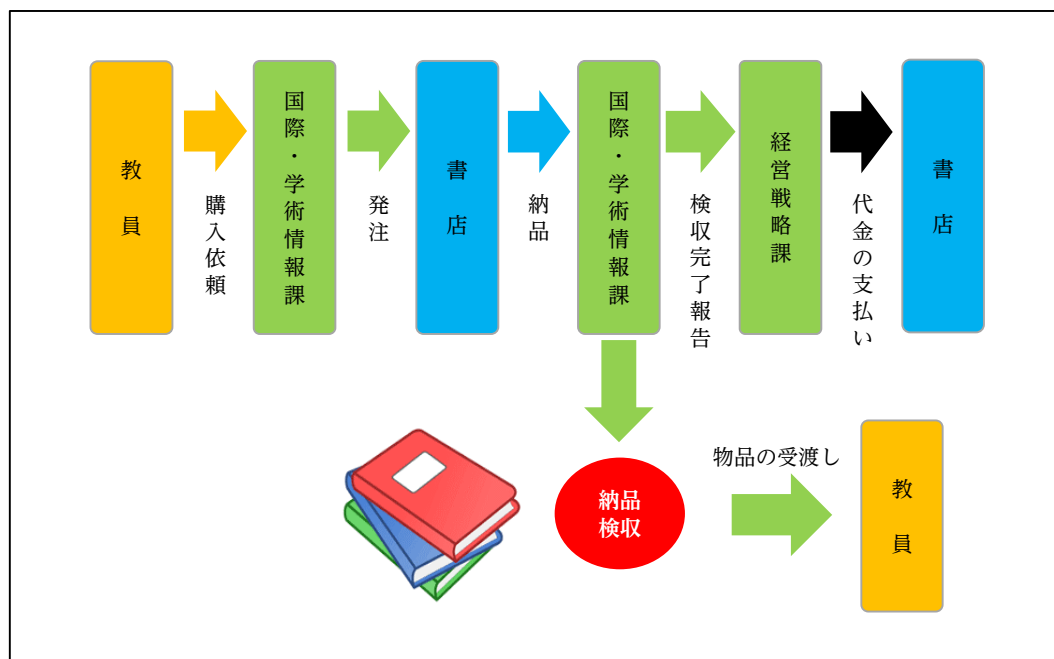 教員
購入依頼
国際・学術情報課
発注
書店
納品
国際・学術情報課
検収完了報告
経営戦略課
代金の支払い
書店
納品
検収
物品の受渡し
教員